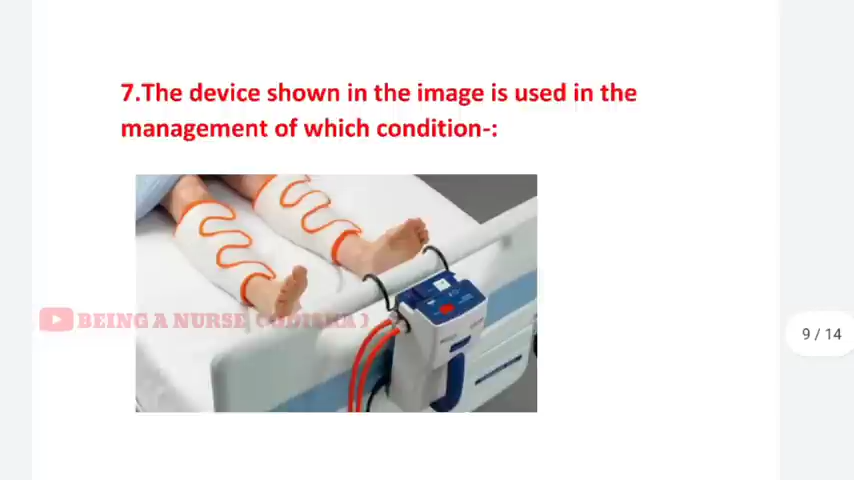 7.The device shown in the image is used in the
management of which condition-:
BEING A NURSE ( ODISHA )
9 / 14